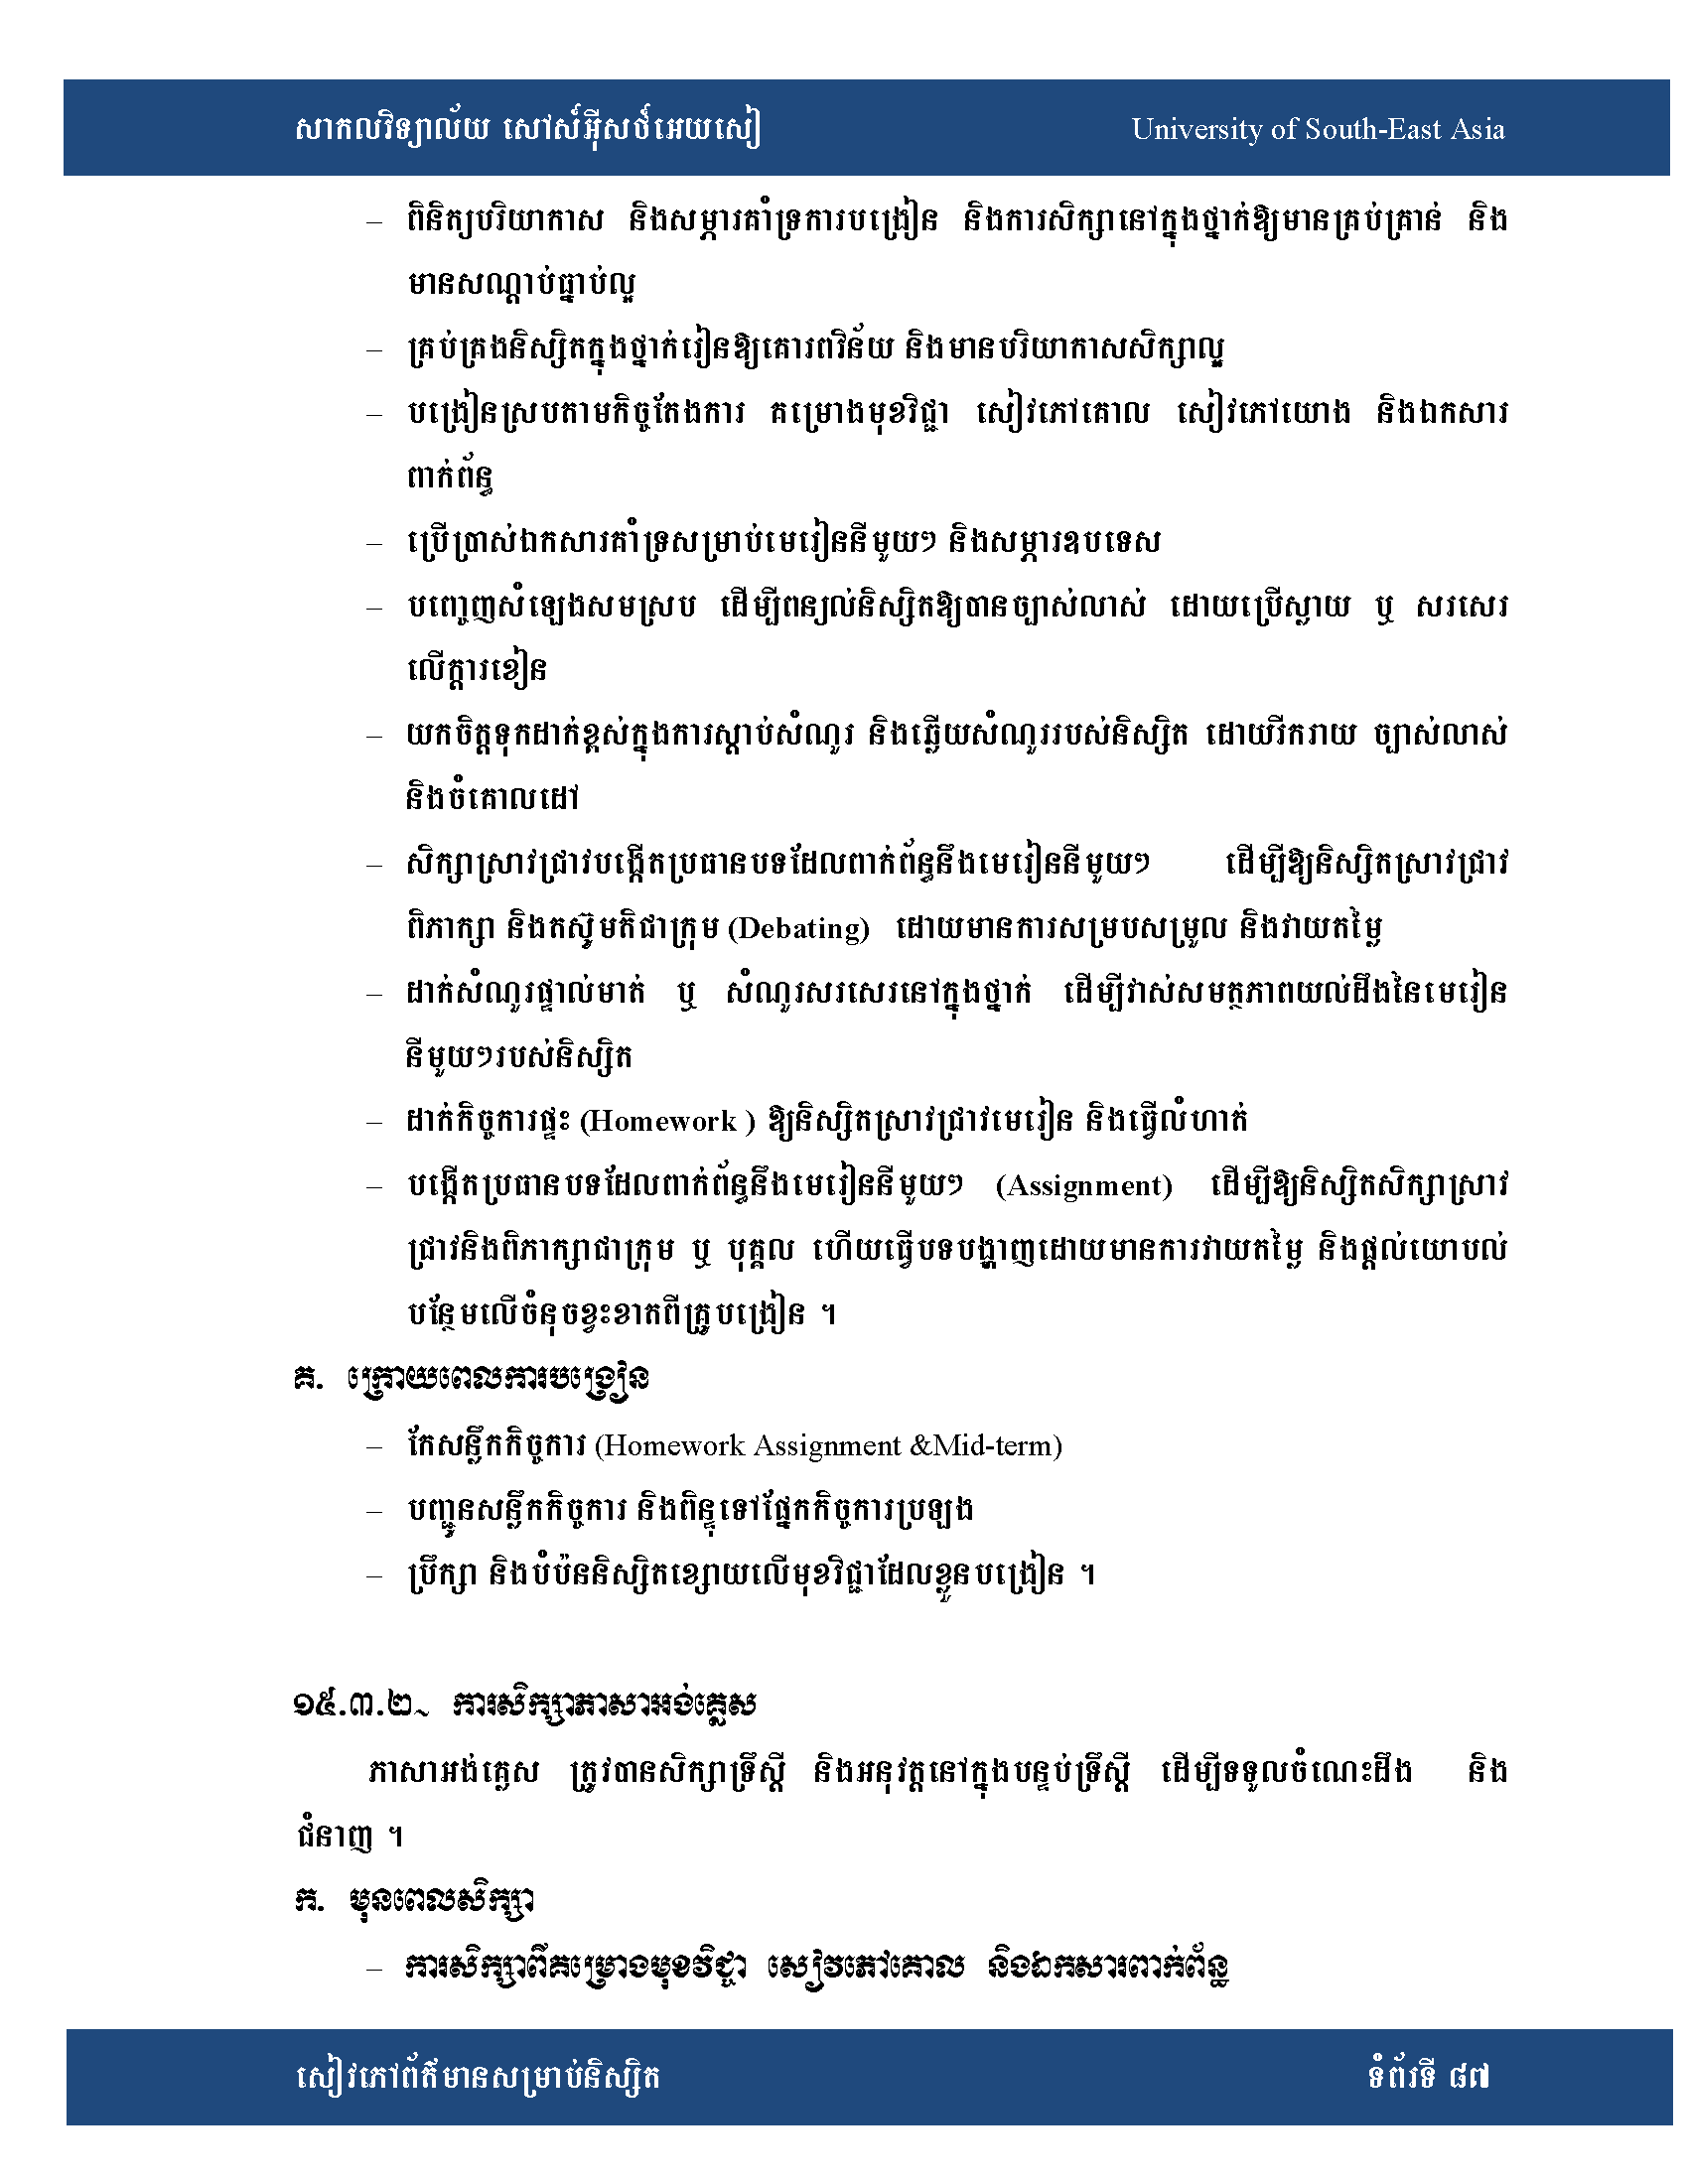 សាកលវិទ្យាល័យ សៅស៍អ៊ីសថ៍អេយសៀ University of South-East Asia
– ពិនិត្យបរិយាកាស និងសម្ភារគាំទ្រការបង្រៀន និងការសិក្សានៅក្នុងថ្នាក់ឱ្យមានគ្រប់គ្រាន់ និង
មានសណ្តាប់ធ្នាប់ល្អ
– គ្រប់គ្រងនិស្សិតក្នុងថ្នាក់រៀនឱ្យគោរពវិន័យ និងមានបរិយាកាសសិក្សាល្អ
– បង្រៀនស្របតាមកិច្ចតែងការ គម្រោងមុខវិជ្ជា សៀវភៅគោល សៀវភៅយោង និងឯកសារ
ពាក់ព័ន្ធ
– ប្រើប្រាស់ឯកសារគាំទ្រសម្រាប់មេរៀននីមួយៗ និងសម្ភារឧបទេស
– បញ្ចេញសំឡេងសមស្រប ដើម្បីពន្យល់និស្សិតឱ្យបានច្បាស់លាស់ ដោយប្រើស្លាយ ឬ សរសេរ
លើក្តារខៀន
– យកចិត្តទុកដាក់ខ្ពស់ក្នុងការស្តាប់សំណួរ និងឆ្លើយសំណួររបស់និស្សិត ដោយរីករាយ ច្បាស់លាស់
និងចំគោលដៅ
– សិក្សាស្រាវជ្រាវបង្កើតប្រធានបទដែលពាក់ព័ន្ធនឹងមេរៀននីមួយៗ ដើម្បីឱ្យនិស្សិតស្រាវជ្រាវ
ពិភាក្សា និងតស៊ូមតិជាក្រុម (Debating) ដោយមានការសម្របសម្រួល និងវាយតម្លៃ
– ដាក់សំណួរផ្ទាល់មាត់ ឬ សំណួរសរសេរនៅក្នុងថ្នាក់ ដើម្បីវាស់សមត្ថភាពយល់ដឹងនៃមេរៀន
នីមួយៗរបស់និស្សិត
– ដាក់កិច្ចការផ្ទះ (Homework ) ឱ្យនិស្សិតស្រាវជ្រាវមេរៀន និងធ្វើលំហាត់
– បង្កើតប្រធានបទដែលពាក់ព័ន្ធនឹងមេរៀននីមួយៗ (Assignment) ដើម្បីឱ្យនិស្សិតសិក្សាស្រាវ
ជ្រាវនិងពិភាក្សាជាក្រុម ឬ បុគ្គល ហើយធ្វើបទបង្ហាញដោយមានការវាយតម្លៃ និងផ្តល់យោបល់
បន្ថែមលើចំនុចខ្វះខាតពីគ្រូបង្រៀន ។
គ. ក្រោយពេលការបង្រៀន
– កែសន្លឹកកិច្ចការ (Homework Assignment &Mid-term)
– បញ្ជូនសន្លឹកកិច្ចការ និងពិន្ទុទៅផ្នែកកិច្ចការប្រឡង
– ប្រឹក្សា និងបំប៉ននិស្សិតខ្សោយលើមុខវិជ្ជាដែលខ្លួនបង្រៀន ។
១៥.៣.២~ ការសិក្សាភាសាអង់គ្លេស
ភាសាអង់គ្លេស ត្រូវបានសិក្សាទ្រឹស្តី និងអនុវត្តនៅក្នុងបន្ទប់ទ្រឹស្តី ដើម្បីទទួលចំណេះដឹង និង
ជំនាញ ។
ក. មុនពេលសិក្សា
– ការសិក្សាពីគម្រោងមុខវិជ្ជា សៀវភៅគោល និងឯកសារពាក់ព័ន្ធ
សៀវភៅព័ត៌មានសម្រាប់និស្សិត ទំព័រទី ៨៧